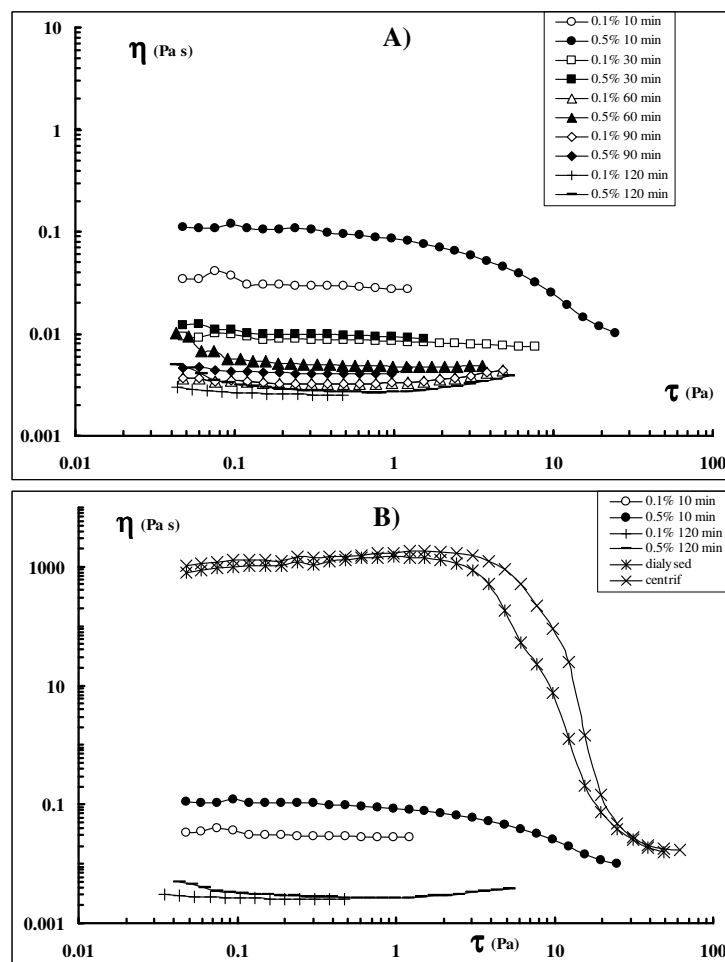 A)
η (Pa s)
10
1
0.1
0.01
0.001
0.01
0.1
1
10
100
τ (Pa)
0.1% 10 min
0.5% 10 min
0.1% 30 min
0.5% 30 min
0.1% 60 min
0.5% 60 min
0.1% 90 min
0.5% 90 min
0.1% 120 min
0.5% 120 min
B)
η (Pa s)
1000
10
0.1
0.001
0.01
0.1
1
10
100
τ (Pa)
0.1% 10 min
0.5% 10 min
0.1% 120 min
0.5% 120 min
dialysed
centrif